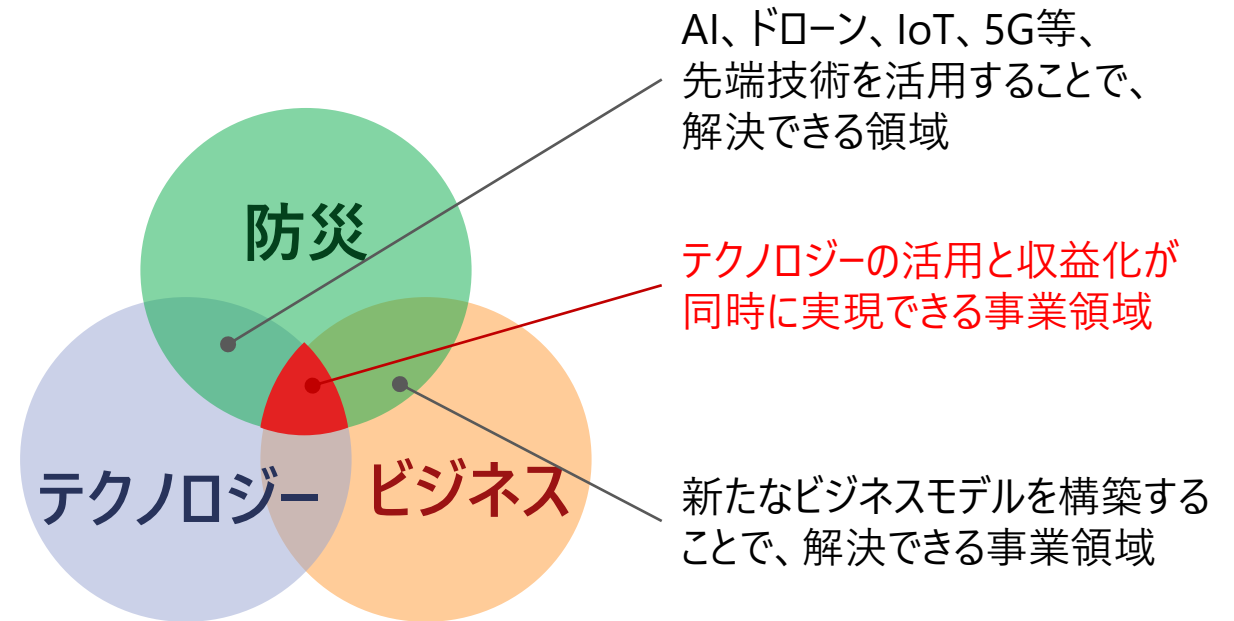 AI、ドローン、IoT、5G等、
先端技術を活用することで、
解決できる領域
防災
テクノロジーの活用と収益化が
同時に実現できる事業領域
テクノロジー
ビジネス
新たなビジネスモデルを構築する
ことで、解決できる事業領域